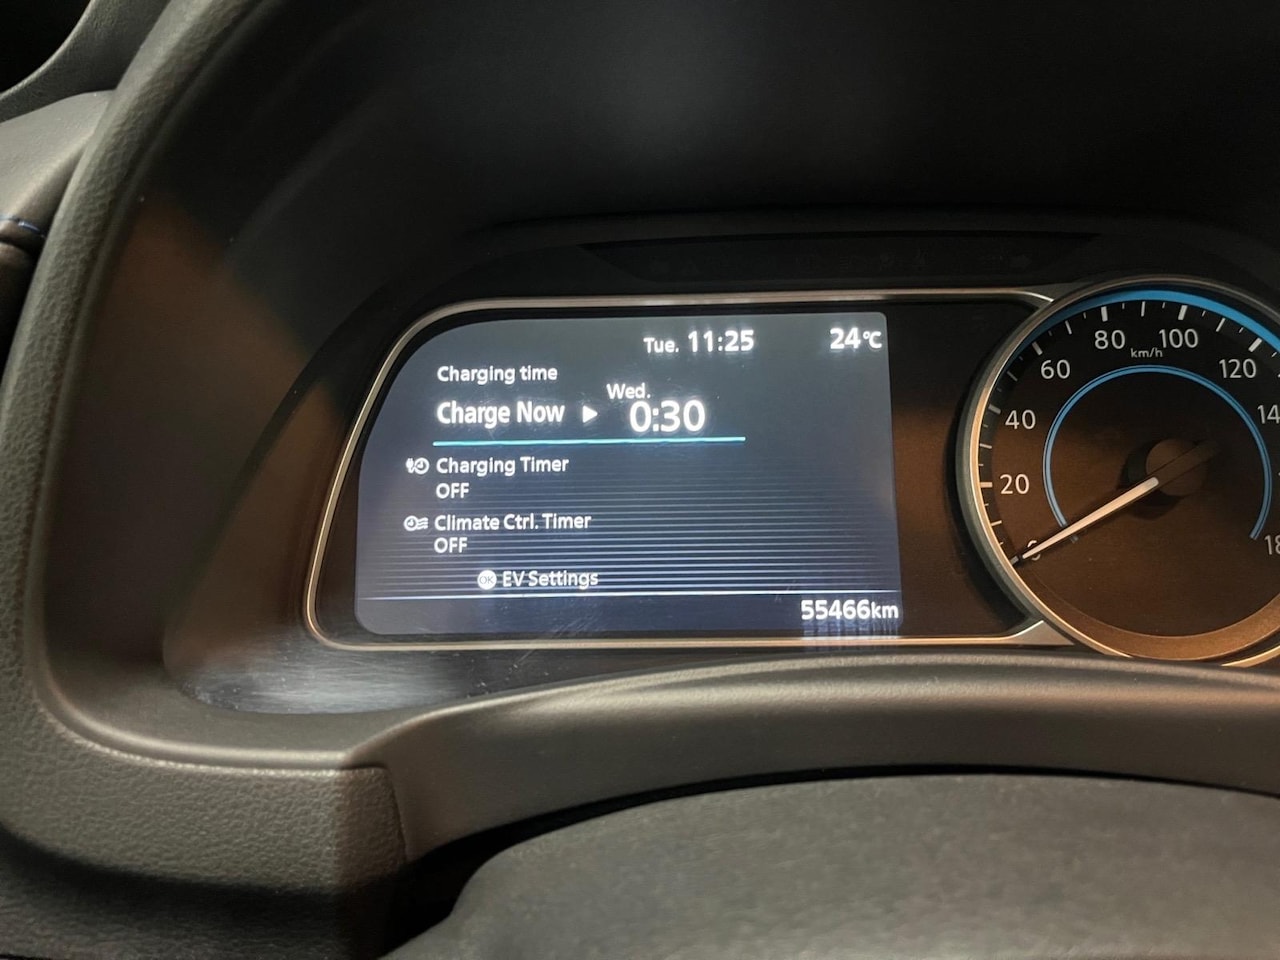 Tue. 11:25 24°C
Charging time
Charge Now ▶ Wed. 0:30
Charging Timer
OFF
Climate Ctrl. Timer
OFF
OK EV Settings
55466km
0
20
40
60
80
100
120
km/h